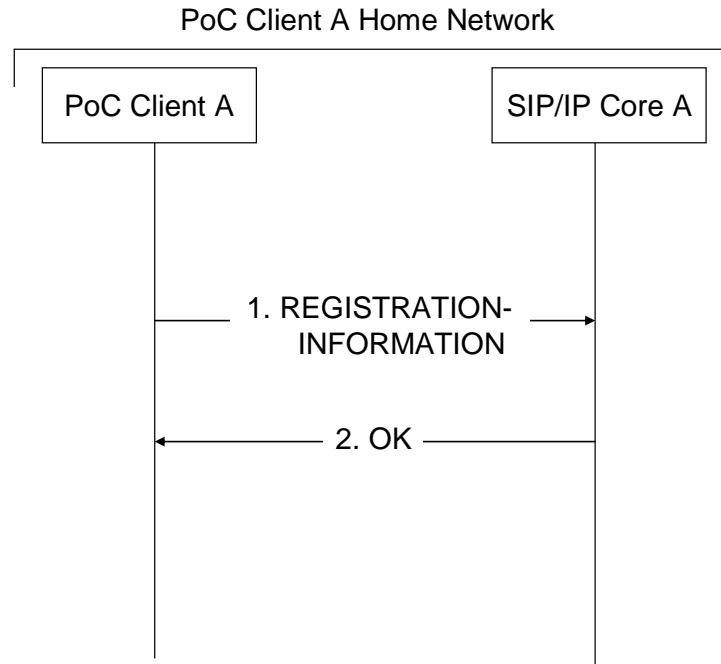 PoC Client A Home Network
PoC Client A
SIP/IP Core A
1. REGISTRATION-
INFORMATION
2. OK